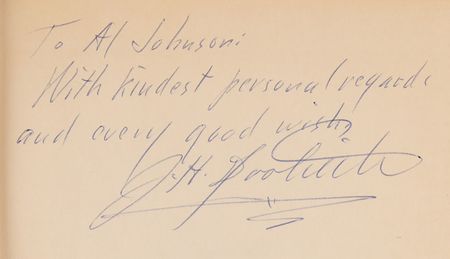 To Al Johnson:
With kindest personal regards
and every good wish,
J. H. Doolittle